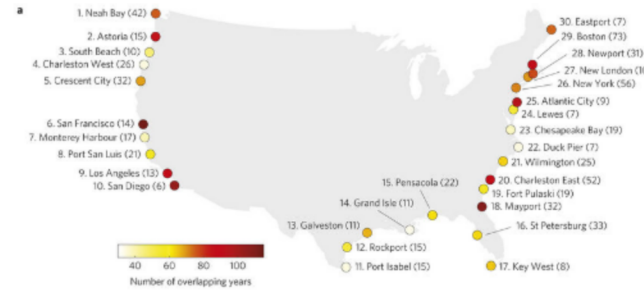 a
1. Neah Bay (42)
2. Astoria (15)
3. South Beach (10)
4. Charleston West (26)
5. Crescent City (32)
6. San Francisco (14)
7. Monterey Harbour (17)
8. Port San Luis (21)
9. Los Angeles (13)
10. San Diego (6)
30. Eastport (7)
29. Boston (73)
28. Newport (31)
27. New London (10
26. New York (56)
25. Atlantic City (9)
24. Lewes (7)
23. Chesapeake Bay (19)
22. Duck Pier (7)
21. Wilmington (25)
20. Charleston East (52)
19. Fort Pulaski (19)
18. Mayport (32)
16. St Petersburg (33)
17. Key West (8)
15. Pensacola (22)
14. Grand Isle (11)
13. Galveston (11)
12. Rockport (15)
11. Port Isabel (15)
40 60 80 100
Number of overlapping years